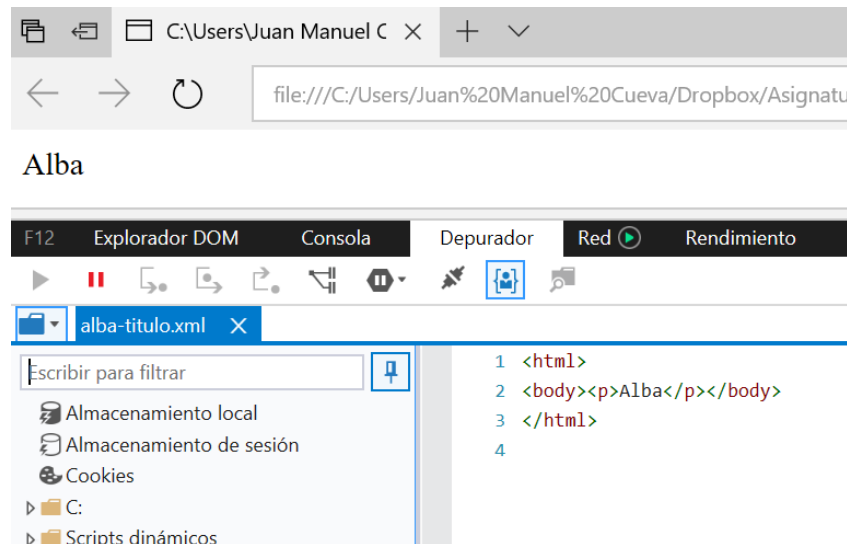 C:\Users\Juan Manuel C
file:///C:/Users/Juan%20Manuel%20Cueva/Dropbox/Asignatu
Alba
F12 Explorador DOM Consola Depurador Red Rendimiento
alba-titulo.xml
Escribir para filtrar
Almacenamiento local
Almacenamiento de sesión
Cookies
C:
Scripts dinámicos
1 <html>
2 <body><p>Alba</p></body>
3 </html>
4